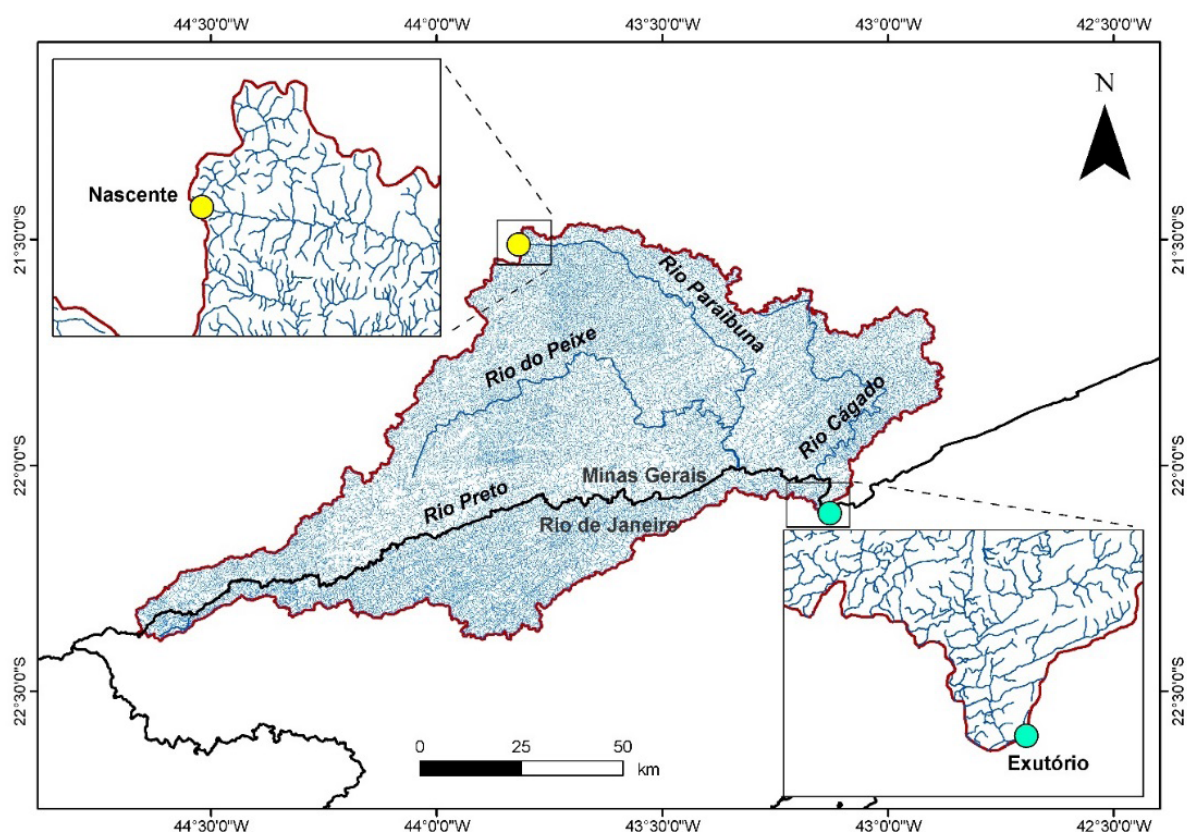 44°30'0"W
44°0'0"W
43°30'0"W
43°0'0"W
42°30'0"W
N
Nascente
21°30'0"S
21°30'0"S
Rio Paraibuna
Rio do Peixe
Rio Cágado
22°0'0"S
22°0'0"S
Minas Gerais
Rio Preto
Rio de Janeiro
22°30'0"S
22°30'0"S
0
25
50
km
Exutório
44°30'0"W
44°0'0"W
43°30'0"W
43°0'0"W
42°30'0"W